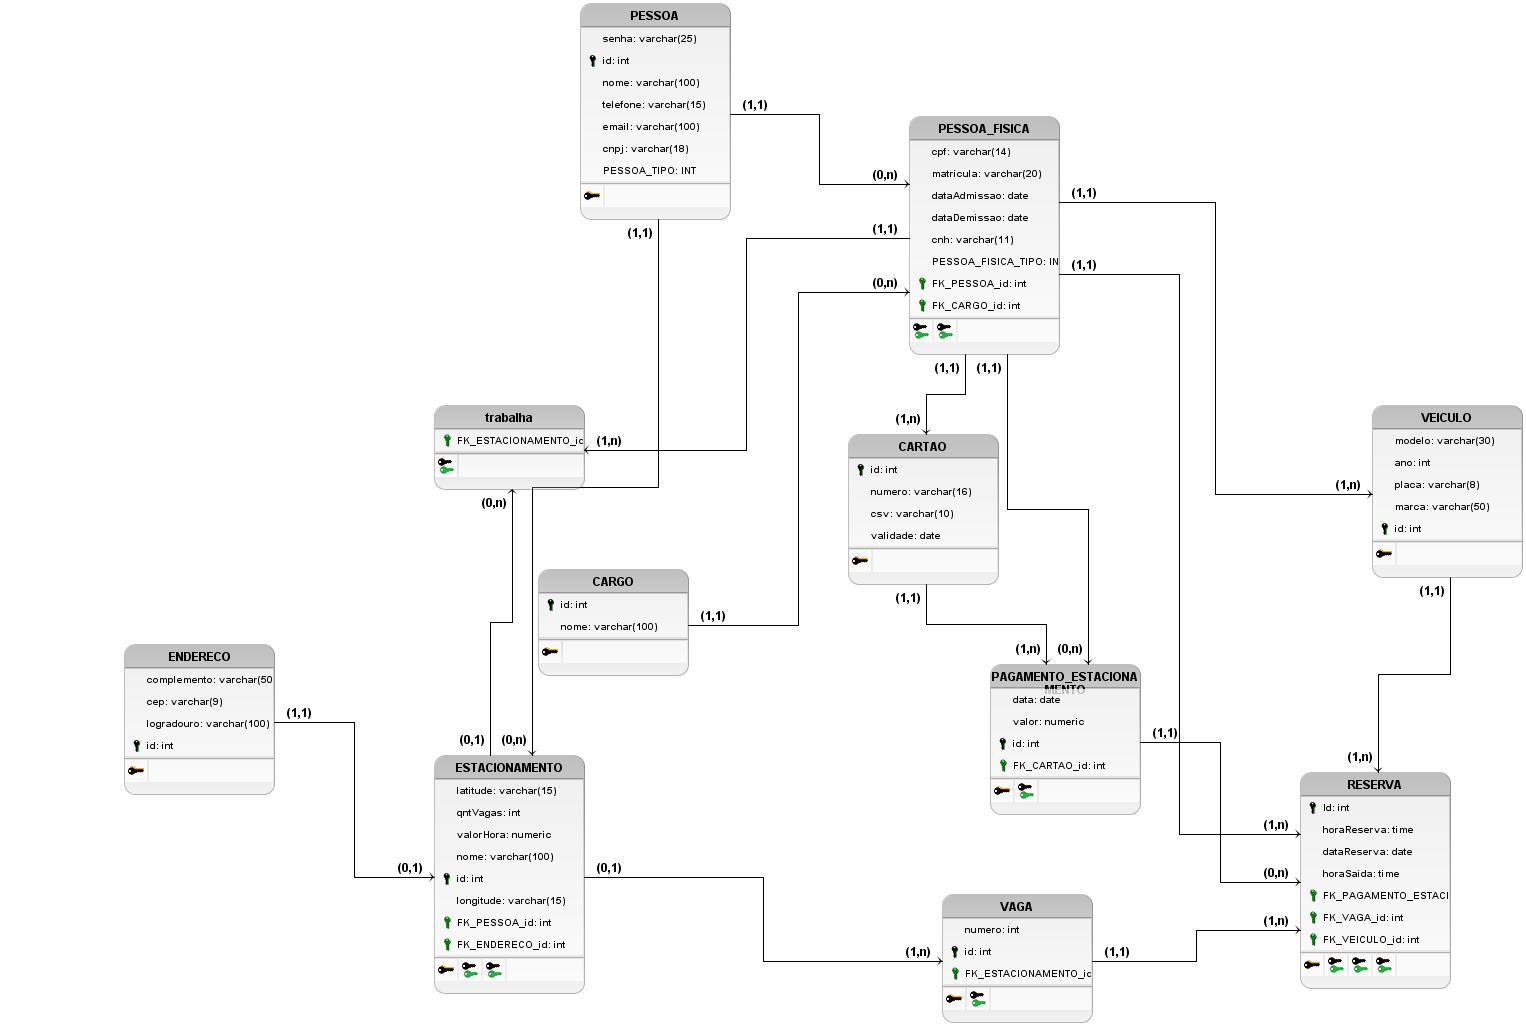 PESSOA
senha: varchar(25)
id: int
nome: varchar(100)
telefone: varchar(15)
email: varchar(100)
cnpj: varchar(18)
PESSOA_TIPO: INT
(1,1)
(1,1)
(0,n)
PESSOA_FISICA
cpf: varchar(14)
matricula: varchar(20)
dataAdmissao: date
dataDemissao: date
cnh: varchar(11)
PESSOA_FISICA_TIPO: IN
FK_PESSOA_id: int
FK_CARGO_id: int
(1,1)
(0,n)
(1,1)
(1,1)
(1,1)
(1,1)
trabalha
FK_ESTACIONAMENTO_id
(1,n)
(0,n)
CARTAO
id: int
numero: varchar(16)
csv: varchar(10)
validade: date
(1,n)
(1,1)
VEICULO
modelo: varchar(30)
ano: int
placa: varchar(8)
marca: varchar(50)
id: int
(1,n)
(1,1)
CARGO
id: int
nome: varchar(100)
(1,1)
ENDERECO
complemento: varchar(50
cep: varchar(9)
logradouro: varchar(100)
id: int
(1,1)
PAGAMENTO_ESTACIONA
MENTO
data: date
valor: numeric
id: int
FK_CARTAO_id: int
(1,n)
(0,n)
(1,1)
ESTACIONAMENTO
latitude: varchar(15)
qntVagas: int
valorHora: numeric
nome: varchar(100)
id: int
longitude: varchar(15)
FK_PESSOA_id: int
FK_ENDERECO_id: int
(0,1)
(0,n)
(0,1)
(0,1)
RESERVA
Id: int
horaReserva: time
dataReserva: date
horaSaida: time
FK_PAGAMENTO_ESTACI
FK_VAGA_id: int
FK_VEICULO_id: int
(1,n)
(1,n)
(0,n)
(1,n)
VAGA
numero: int
id: int
FK_ESTACIONAMENTO_id
(1,n)
(1,1)